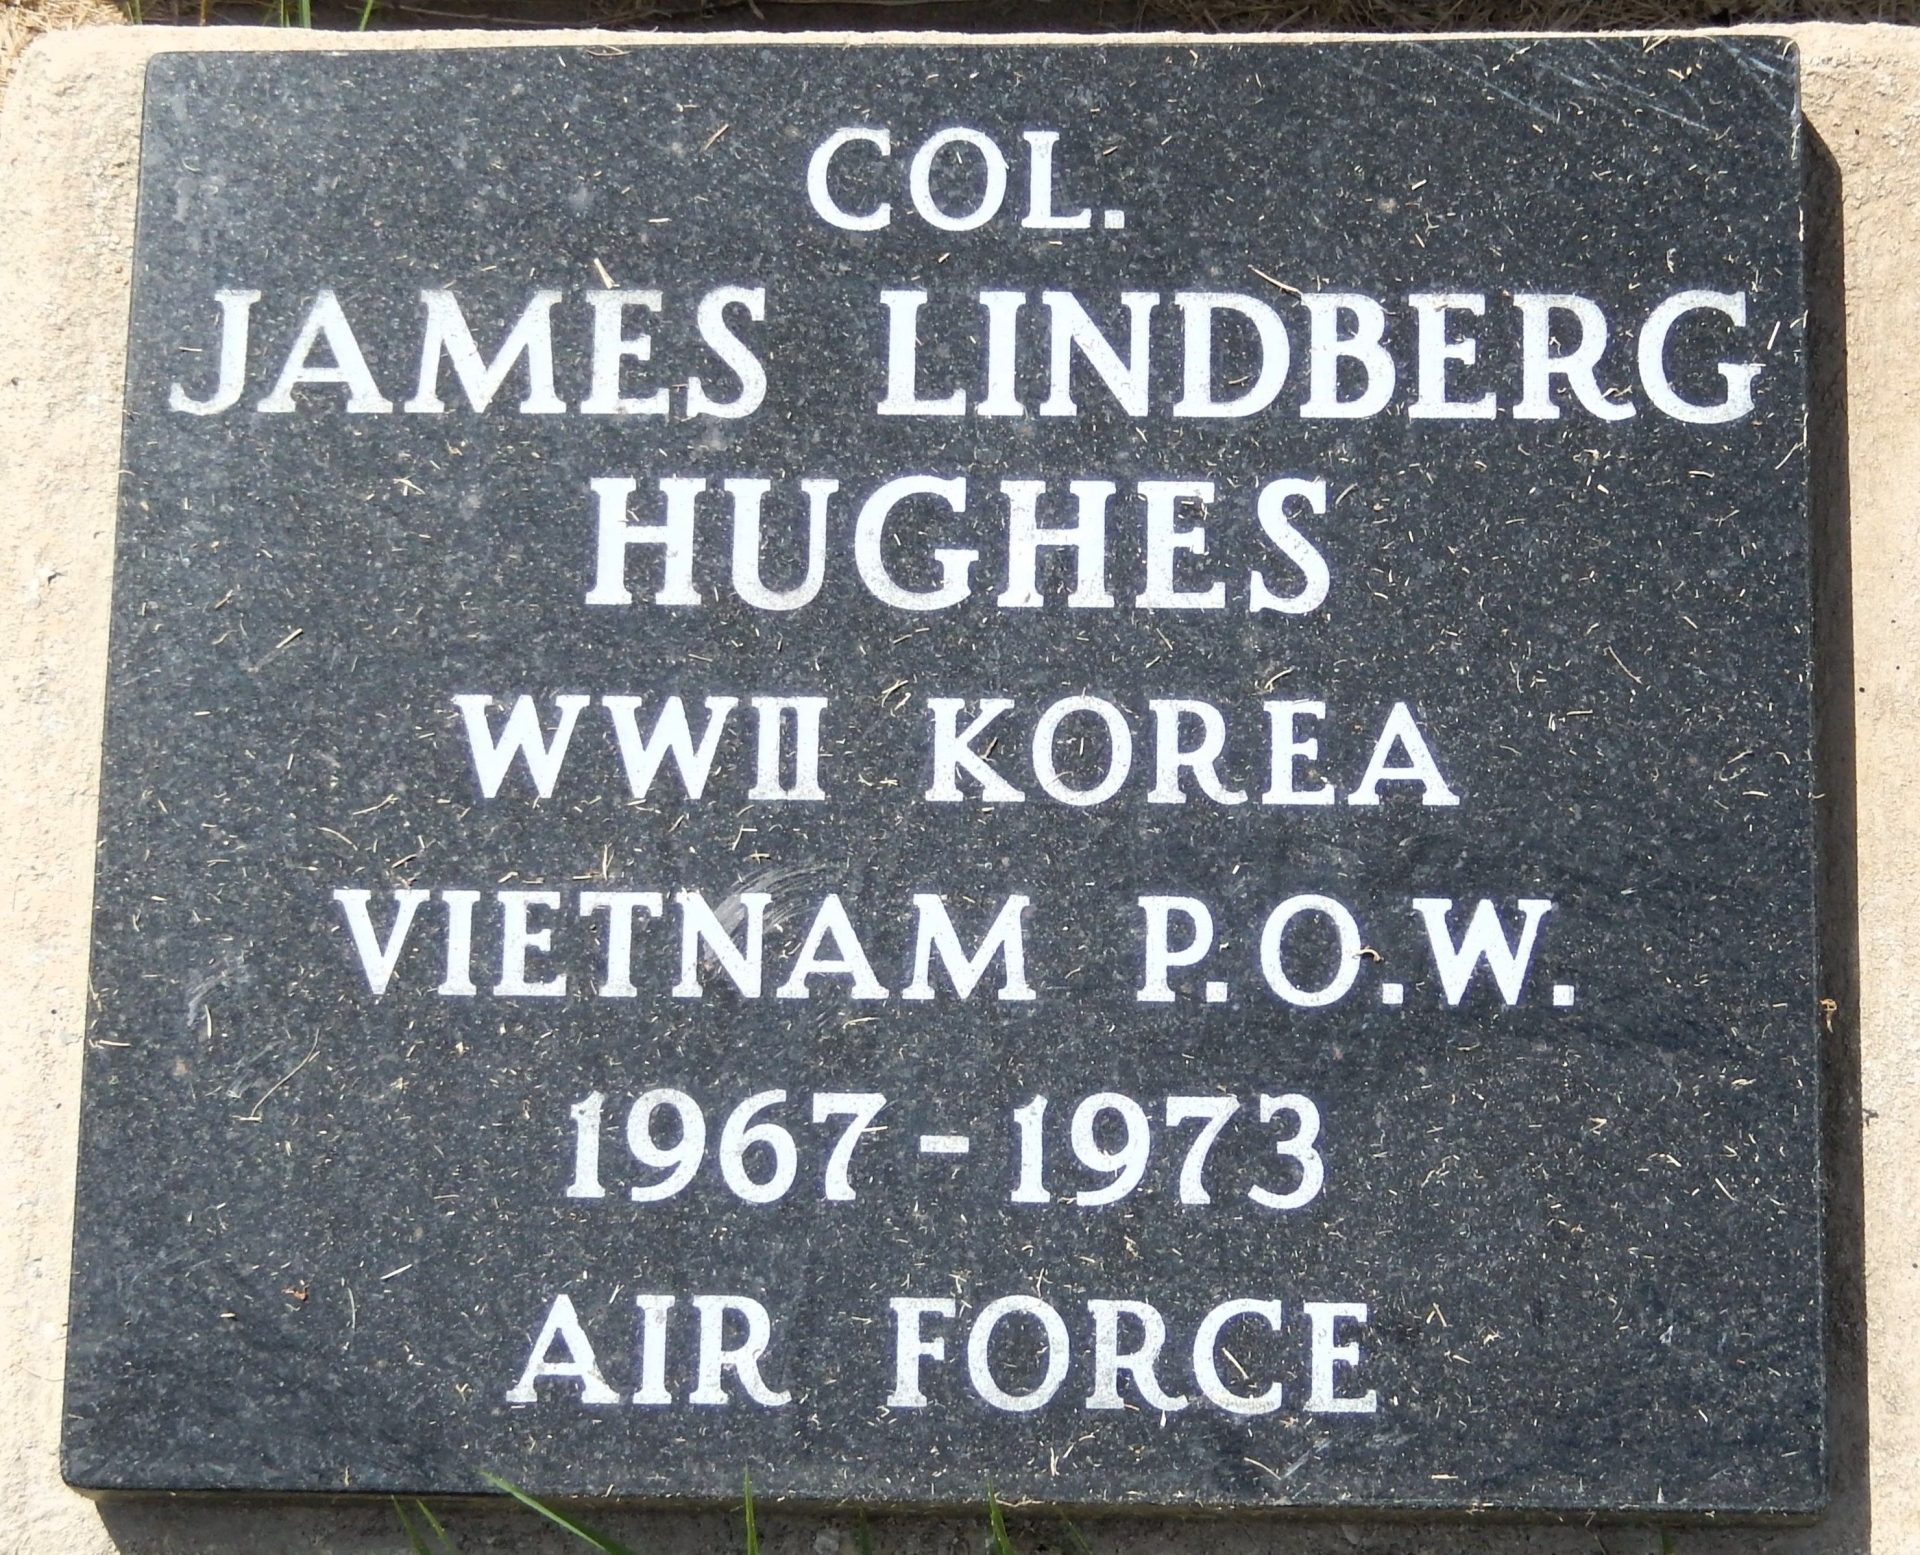 COL.
JAMES LINDBERG
HUGHES
WWII KOREA
VIETNAM P.O.W.
1967-1973
AIR FORCE